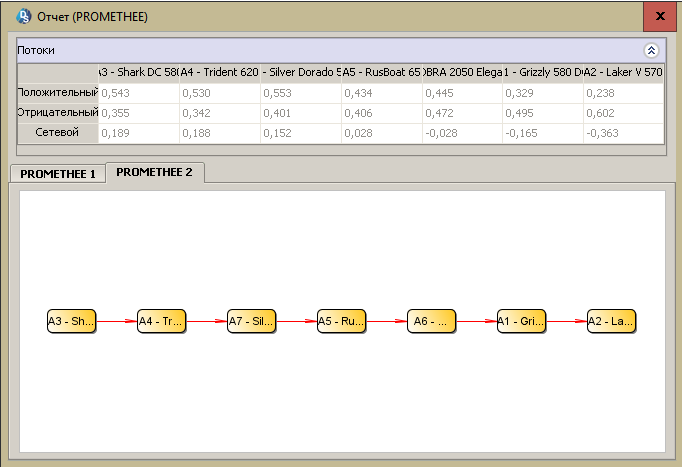 Отчет (PROMETHEE)
Потоки
A3 - Shark DC 580 A4 - Trident 620 - Silver Dorado 5 A5 - RusBoat 65 OBRA 2050 Elega 1 - Grizzly 580 D A2 - Laker V 570
Положительный 0,543 0,530 0,553 0,434 0,445 0,329 0,238
Отрицательный 0,355 0,342 0,401 0,406 0,472 0,495 0,602
Сетевой 0,189 0,188 0,152 0,028 -0,028 -0,165 -0,363
PROMETHEE 1 PROMETHEE 2
A3 - Sh... A4 - Tr... A7 - Sil... A5 - Ru... A6 - ... A1 - Gri... A2 - La...